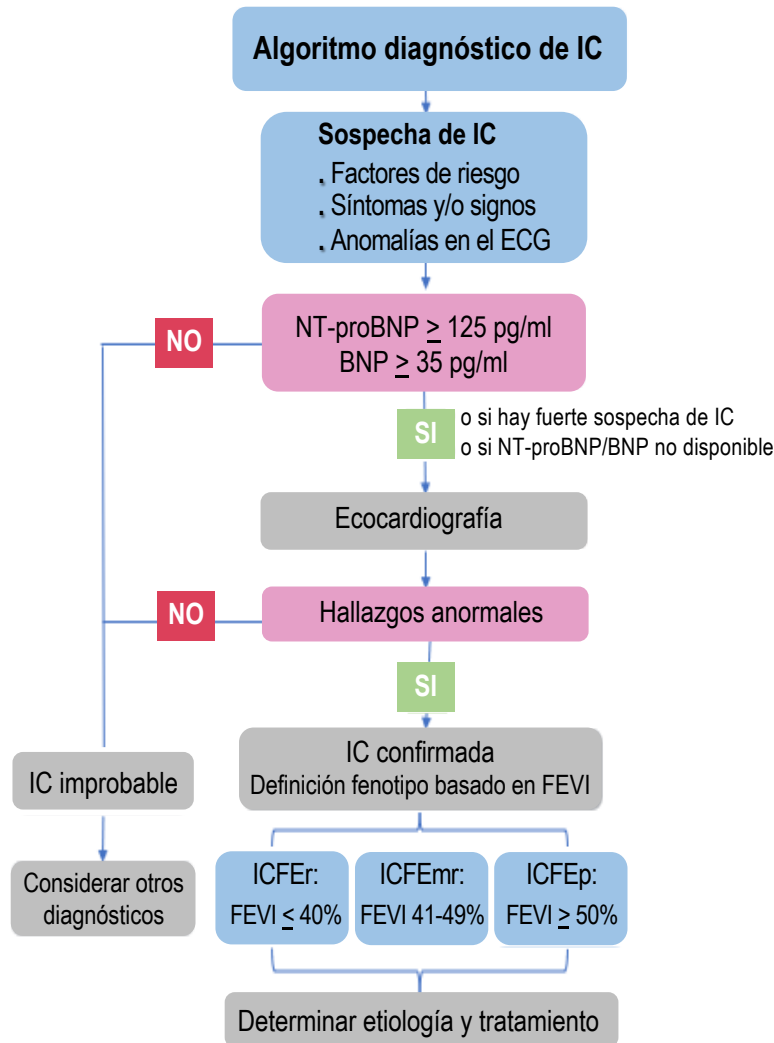 Algoritmo diagnóstico de IC
Sospecha de IC
. Factores de riesgo
. Síntomas y/o signos
. Anomalías en el ECG
NO
NT-proBNP ≥ 125 pg/ml
BNP ≥ 35 pg/ml
SI
o si hay fuerte sospecha de IC
o si NT-proBNP/BNP no disponible
Ecocardiografía
NO
Hallazgos anormales
SI
IC improbable
IC confirmada
Definición fenotipo basado en FEVI
Considerar otros
diagnósticos
ICFEr:
FEVI ≤ 40%
ICFEmr:
FEVI 41-49%
ICFEp:
FEVI ≥ 50%
Determinar etiología y tratamiento